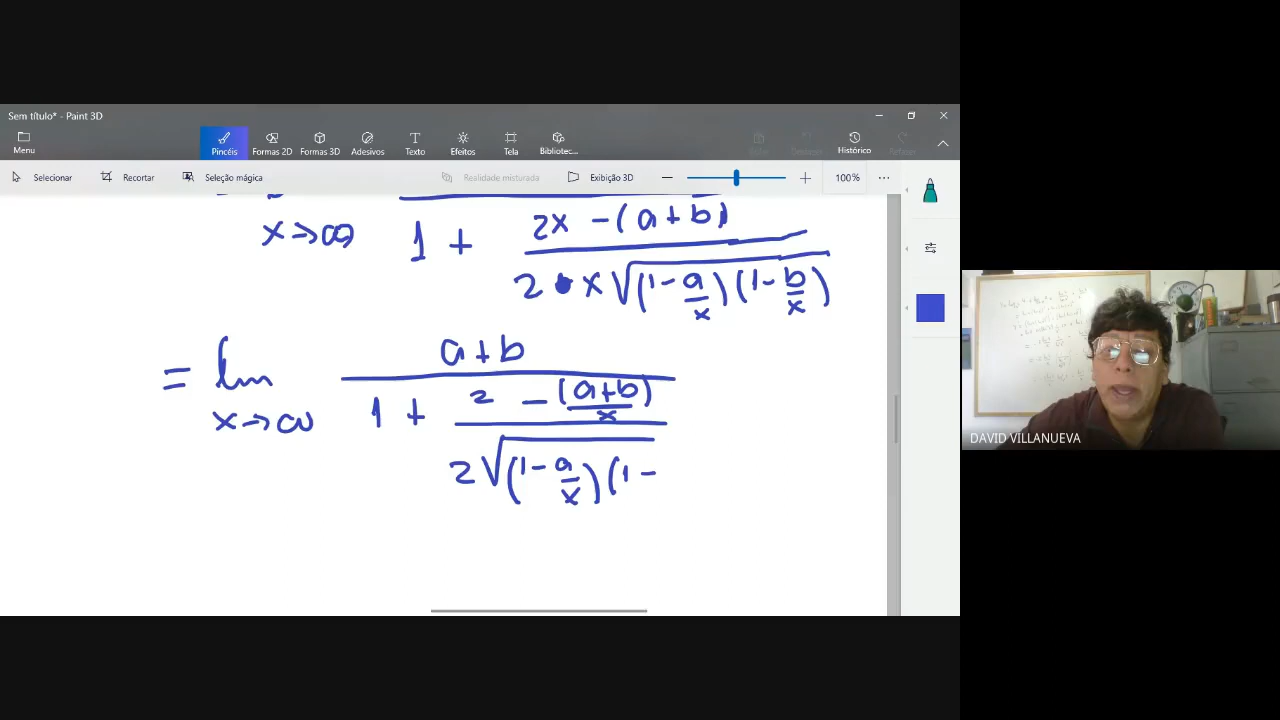 Sem título* - Paint 3D
Menu
Pincéis
Formas 2D
Formas 3D
Adesivos
Texto
Efeitos
Tela
Bibliotec...
Histórico
Selecionar
Recortar
Seleção mágica
Realidade misturada
Exibição 3D
100%
x→∞
1 + (2x - (a+b)) / (2 • x√((1 - a/x)(1 - b/x)))
= lim x→∞ (a+b) / (1 + (2 - (a+b)/x) / (2√((1 - a/x)(1 -
DAVID VILLANUEVA